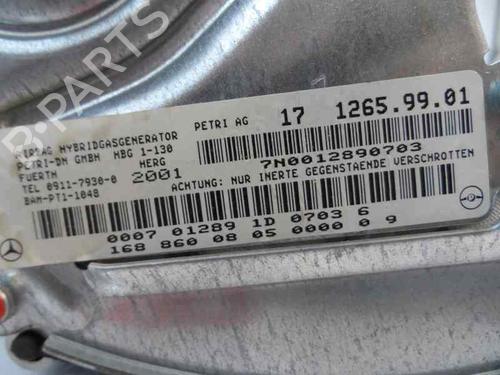 AIRBAG HYBRIDGASGENERATOR
PETRI-DN GMBH HBG 1-130
FUERTH HERG
TEL 0911-7930-0 2001
BAM-PT1-1048
PETRI AG 17 1265.99.01
7N0012890703
ACHTUNG: NUR INERTE GEGENSTAENDE VERSCHROTTEN
0007 01289 1D 0703 6
168 860 08 05 0000 0 9
B-PARTS